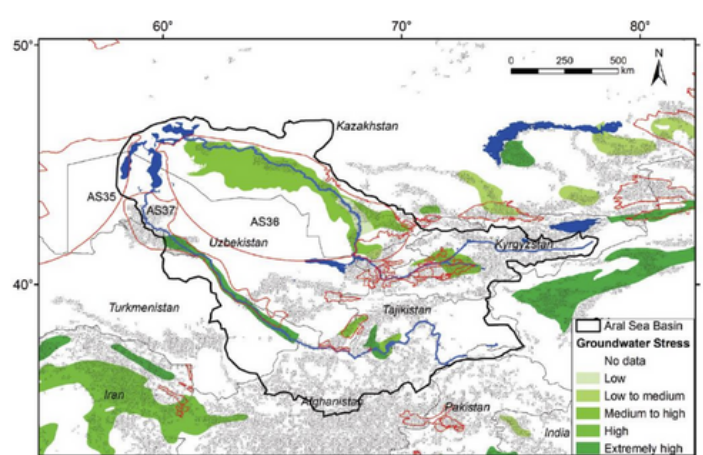 60° 70° 80°
50°
N
0 250 500
km
Kazakhstan
AS35
AS37
AS36
Uzbekistan
Kyrgyzstan
40°
Turkmenistan
Tajikistan
Iran
Afghanistan
Pakistan
India
Aral Sea Basin
Groundwater Stress
No data
Low
Low to medium
Medium to high
High
Extremely high